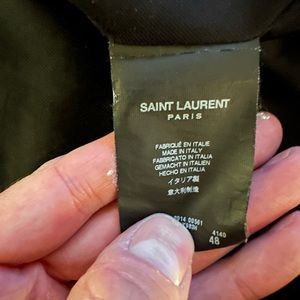 SAINT LAURENT
PARIS
FABRIQUÉ EN ITALIE
MADE IN ITALY
FABBRICATO IN ITALIA
GEMACHT IN ITALIEN
HECHO EN ITALIA
イタリア製
意大利制造
4140
48